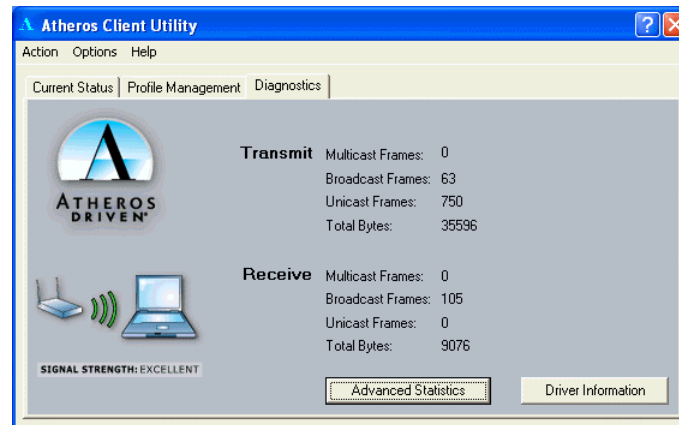 Atheros Client Utility
Action Options Help
Current Status Profile Management Diagnostics
ATHEROS
DRIVEN
Transmit Multicast Frames: 0
Broadcast Frames: 63
Unicast Frames: 750
Total Bytes: 35596
Receive Multicast Frames: 0
Broadcast Frames: 105
Unicast Frames: 0
Total Bytes: 9076
SIGNAL STRENGTH: EXCELLENT
Advanced Statistics Driver Information